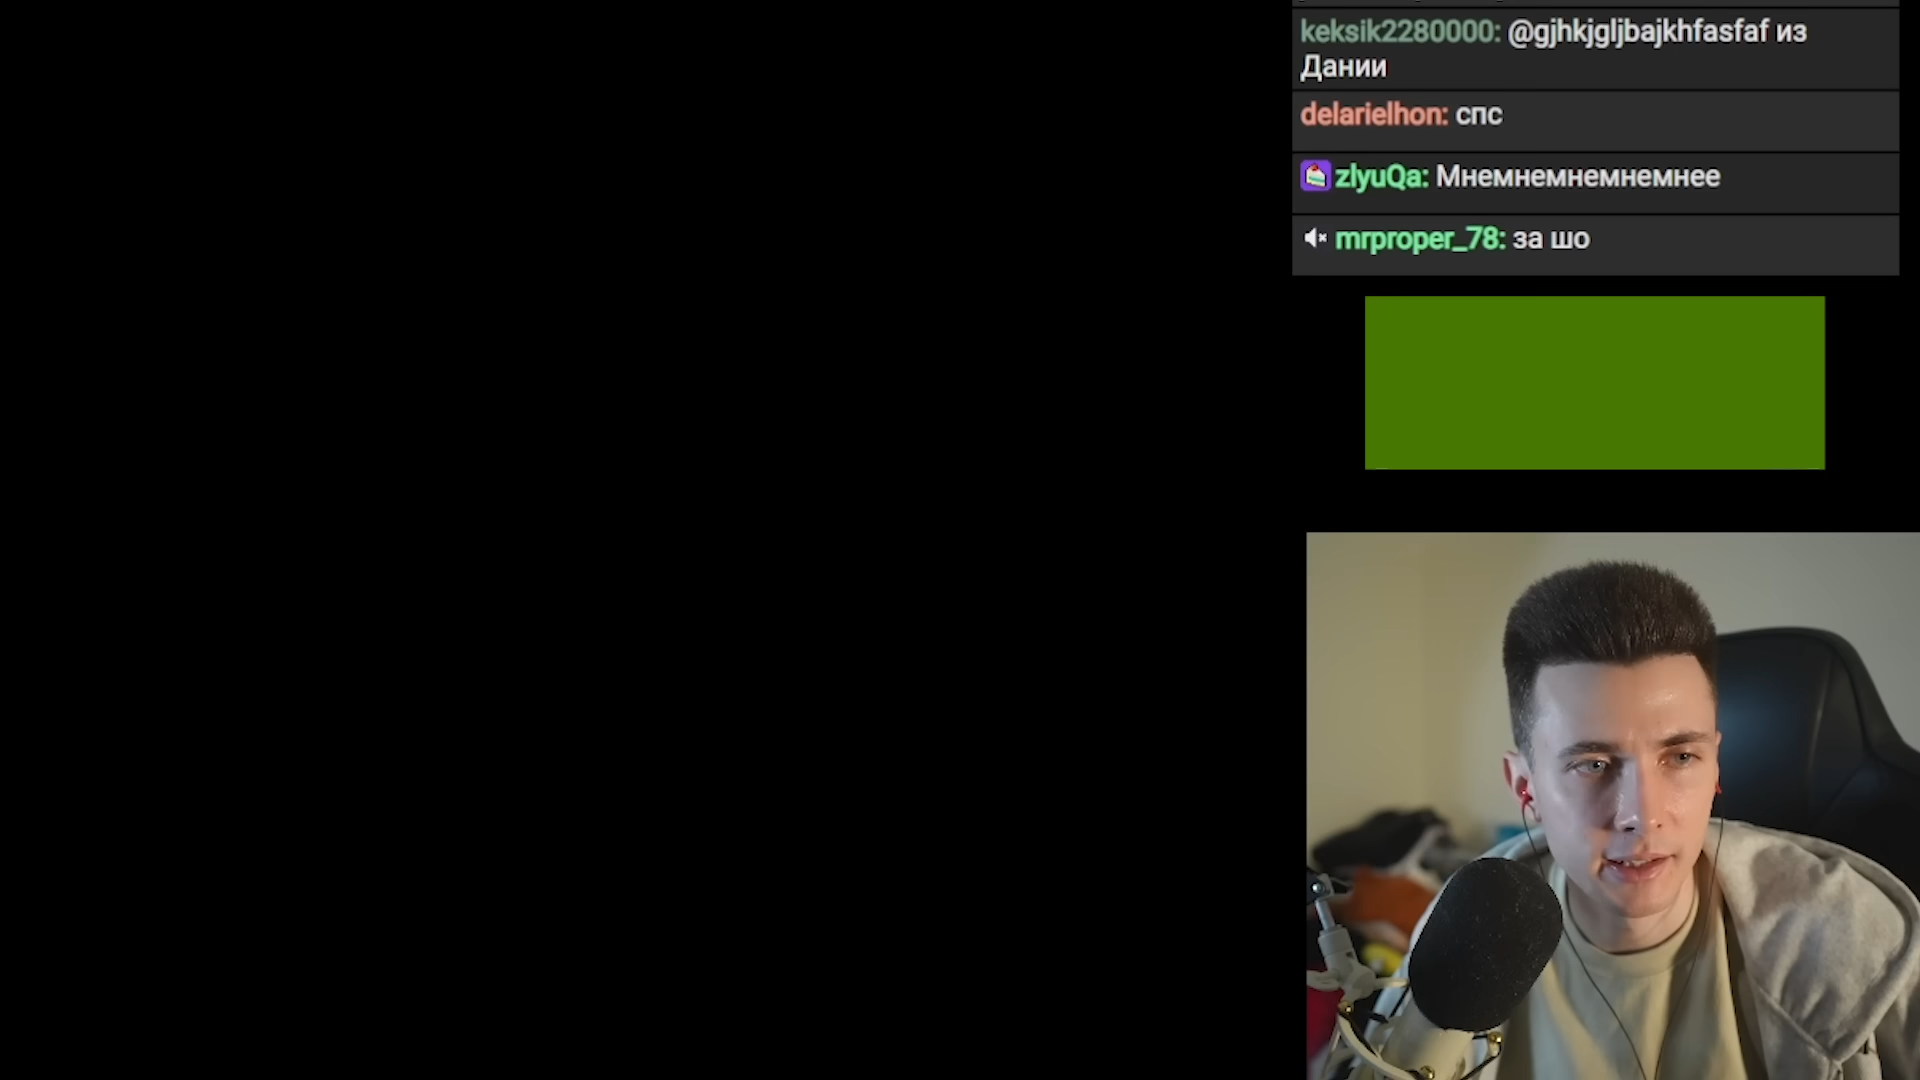 keksik2280000: @gjhkjgljbajkhfasfaf из
Дании
delarielhon: спс
zlyuQa: Мнемнемнемнемнее
mrproper_78: за шо